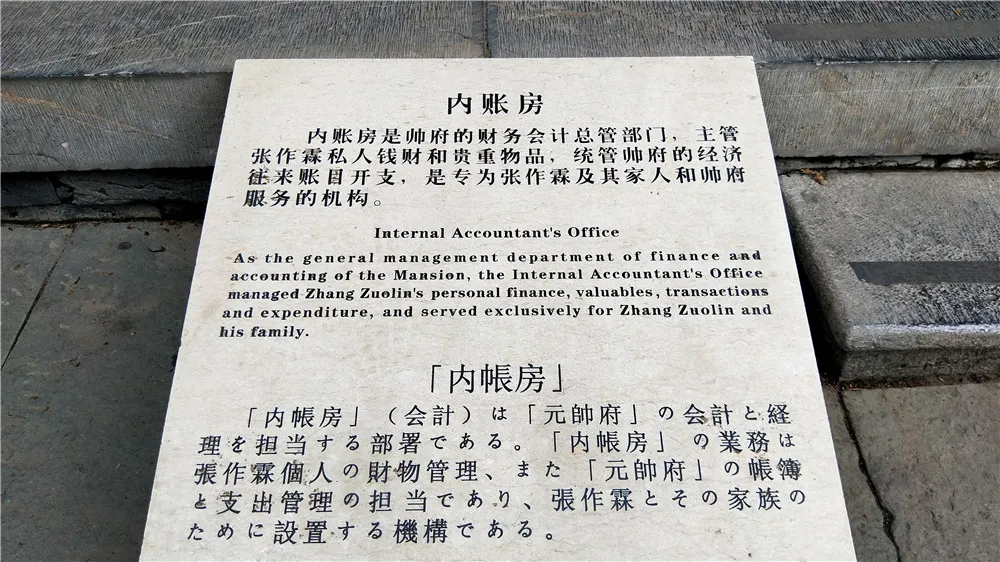 内账房
内账房是帅府的财务会计总管部门，主管
张作霖私人钱财和贵重物品，统管帅府的经济
往来账目开支，是专为张作霖及其家人和帅府
服务的机构。
Internal Accountant's Office
As the general management department of finance and
accounting of the Mansion, the Internal Accountant's Office
managed Zhang Zuolin's personal finance, valuables, transactions
and expenditure, and served exclusively for Zhang Zuolin and
his family.
「内帳房」
「内帳房」（会計）は「元帥府」の会計と経
理を担当する部署である。「内帳房」の業務は
張作霖個人の財物管理、また「元帥府」の帳簿
と支出管理の担当であり、張作霖とその家族の
ために設置する機構である。